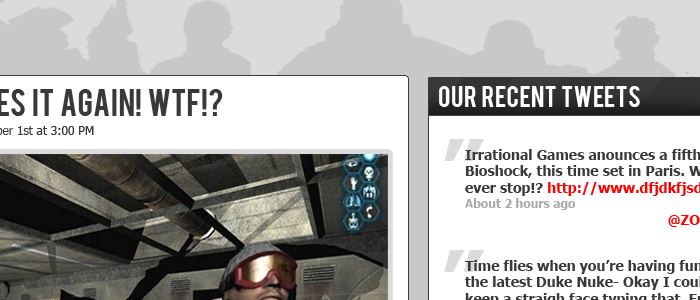 ES IT AGAIN! WTF!?
ber 1st at 3:00 PM
OUR RECENT TWEETS
Irrational Games anounces a fifth
Bioshock, this time set in Paris. W
ever stop!? http://www.dfjdkfjsd
About 2 hours ago
@ZO
Time flies when you're having fun
the latest Duke Nuke- Okay I coul
keep a straigh face typing that. F